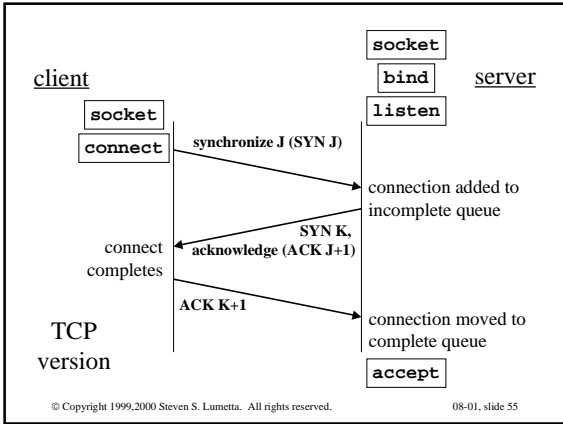 socket
client
bind
server
socket
listen
connect
synchronize J (SYN J)
connection added to
incomplete queue
SYN K,
acknowledge (ACK J+1)
connect
completes
ACK K+1
connection moved to
complete queue
TCP
version
accept
© Copyright 1999,2000 Steven S. Lumetta. All rights reserved.
08-01, slide 55